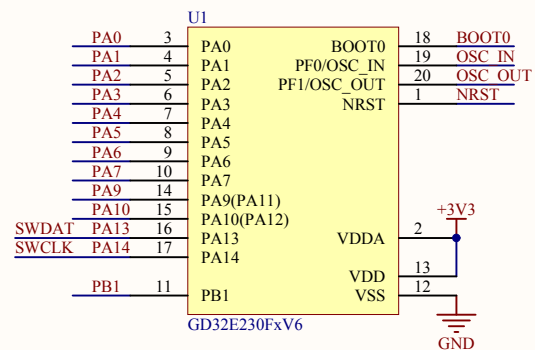 U1
PA0 3 PA0 BOOT0 18 BOOT0
PA1 4 PA1 PF0/OSC_IN 19 OSC_IN
PA2 5 PA2 PF1/OSC_OUT 20 OSC_OUT
PA3 6 PA3 NRST 1 NRST
PA4 7 PA4
PA5 8 PA5
PA6 9 PA6
PA7 10 PA7
PA9 14 PA9(PA11)
PA10 15 PA10(PA12)
SWDAT PA13 16 PA13
SWCLK PA14 17 PA14
+3V3
VDDA 2
VDD 13
PB1 11 PB1 VSS 12
GD32E230FxV6
GND